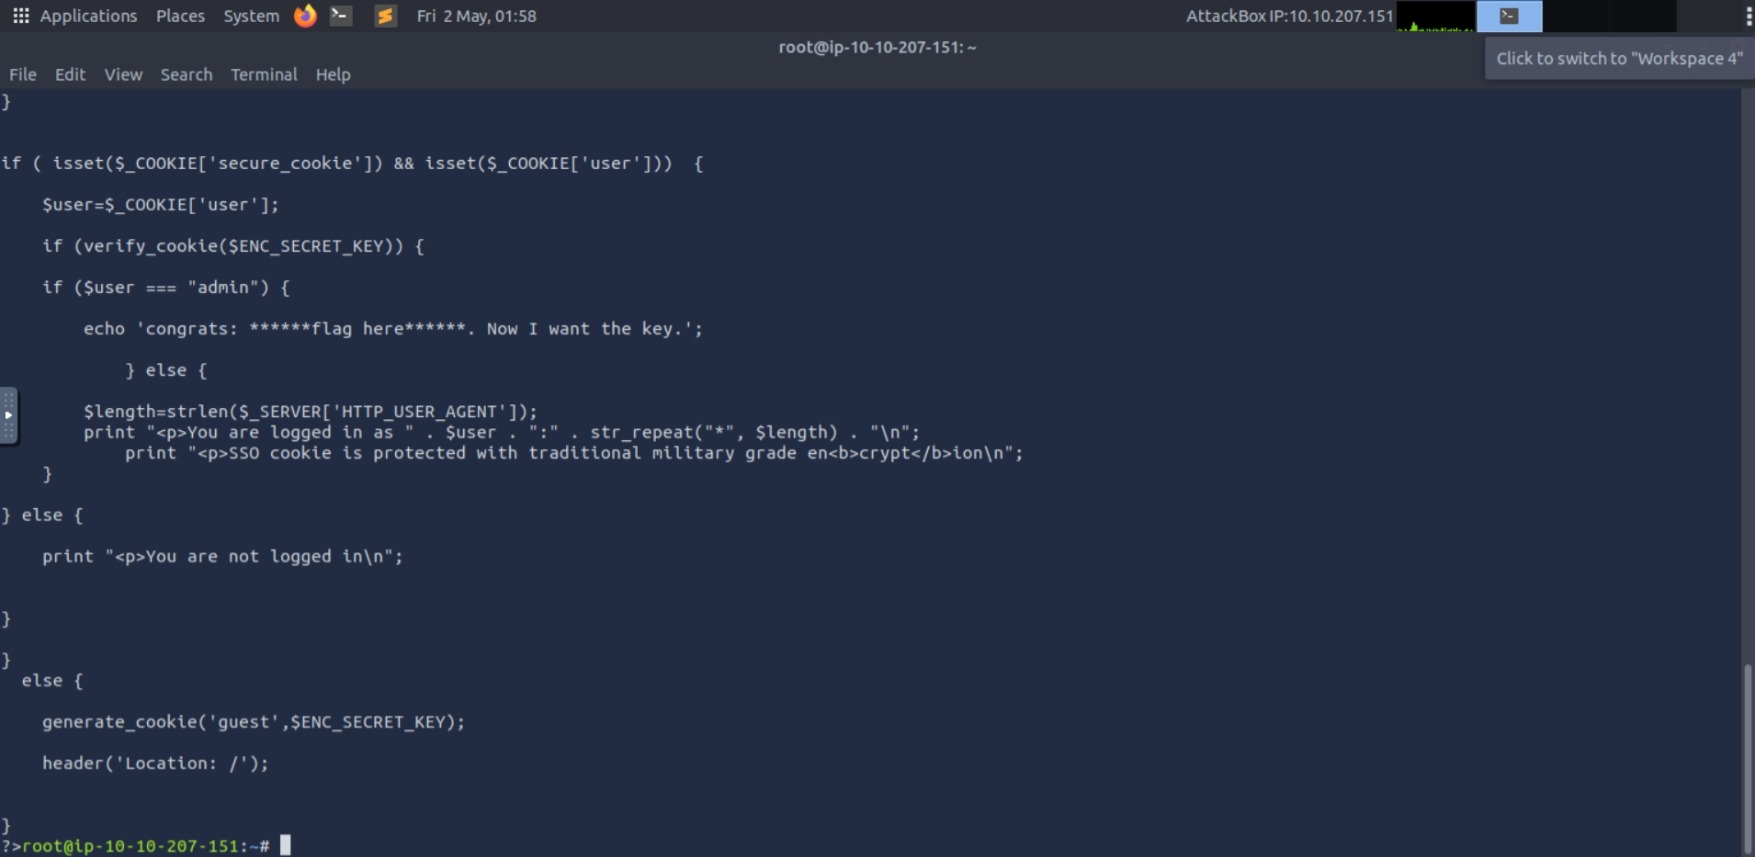 Applications Places System Fri 2 May, 01:58 AttackBox IP:10.10.207.151
root@ip-10-10-207-151: ~
Click to switch to "Workspace 4"
File Edit View Search Terminal Help
}
if ( isset($_COOKIE['secure_cookie']) && isset($_COOKIE['user']))  {
    $user=$_COOKIE['user'];
    if (verify_cookie($ENC_SECRET_KEY)) {
    if ($user === "admin") {
        echo 'congrats: ******flag here******. Now I want the key.';
            } else {
        $length=strlen($_SERVER['HTTP_USER_AGENT']);
        print "<p>You are logged in as " . $user . ":" . str_repeat("*", $length) . "\n";
            print "<p>SSO cookie is protected with traditional military grade en<b>crypt</b>ion\n";
    }
} else {
    print "<p>You are not logged in\n";
}
}
  else {
    generate_cookie('guest',$ENC_SECRET_KEY);
    header('Location: /');
}
?>root@ip-10-10-207-151:~#